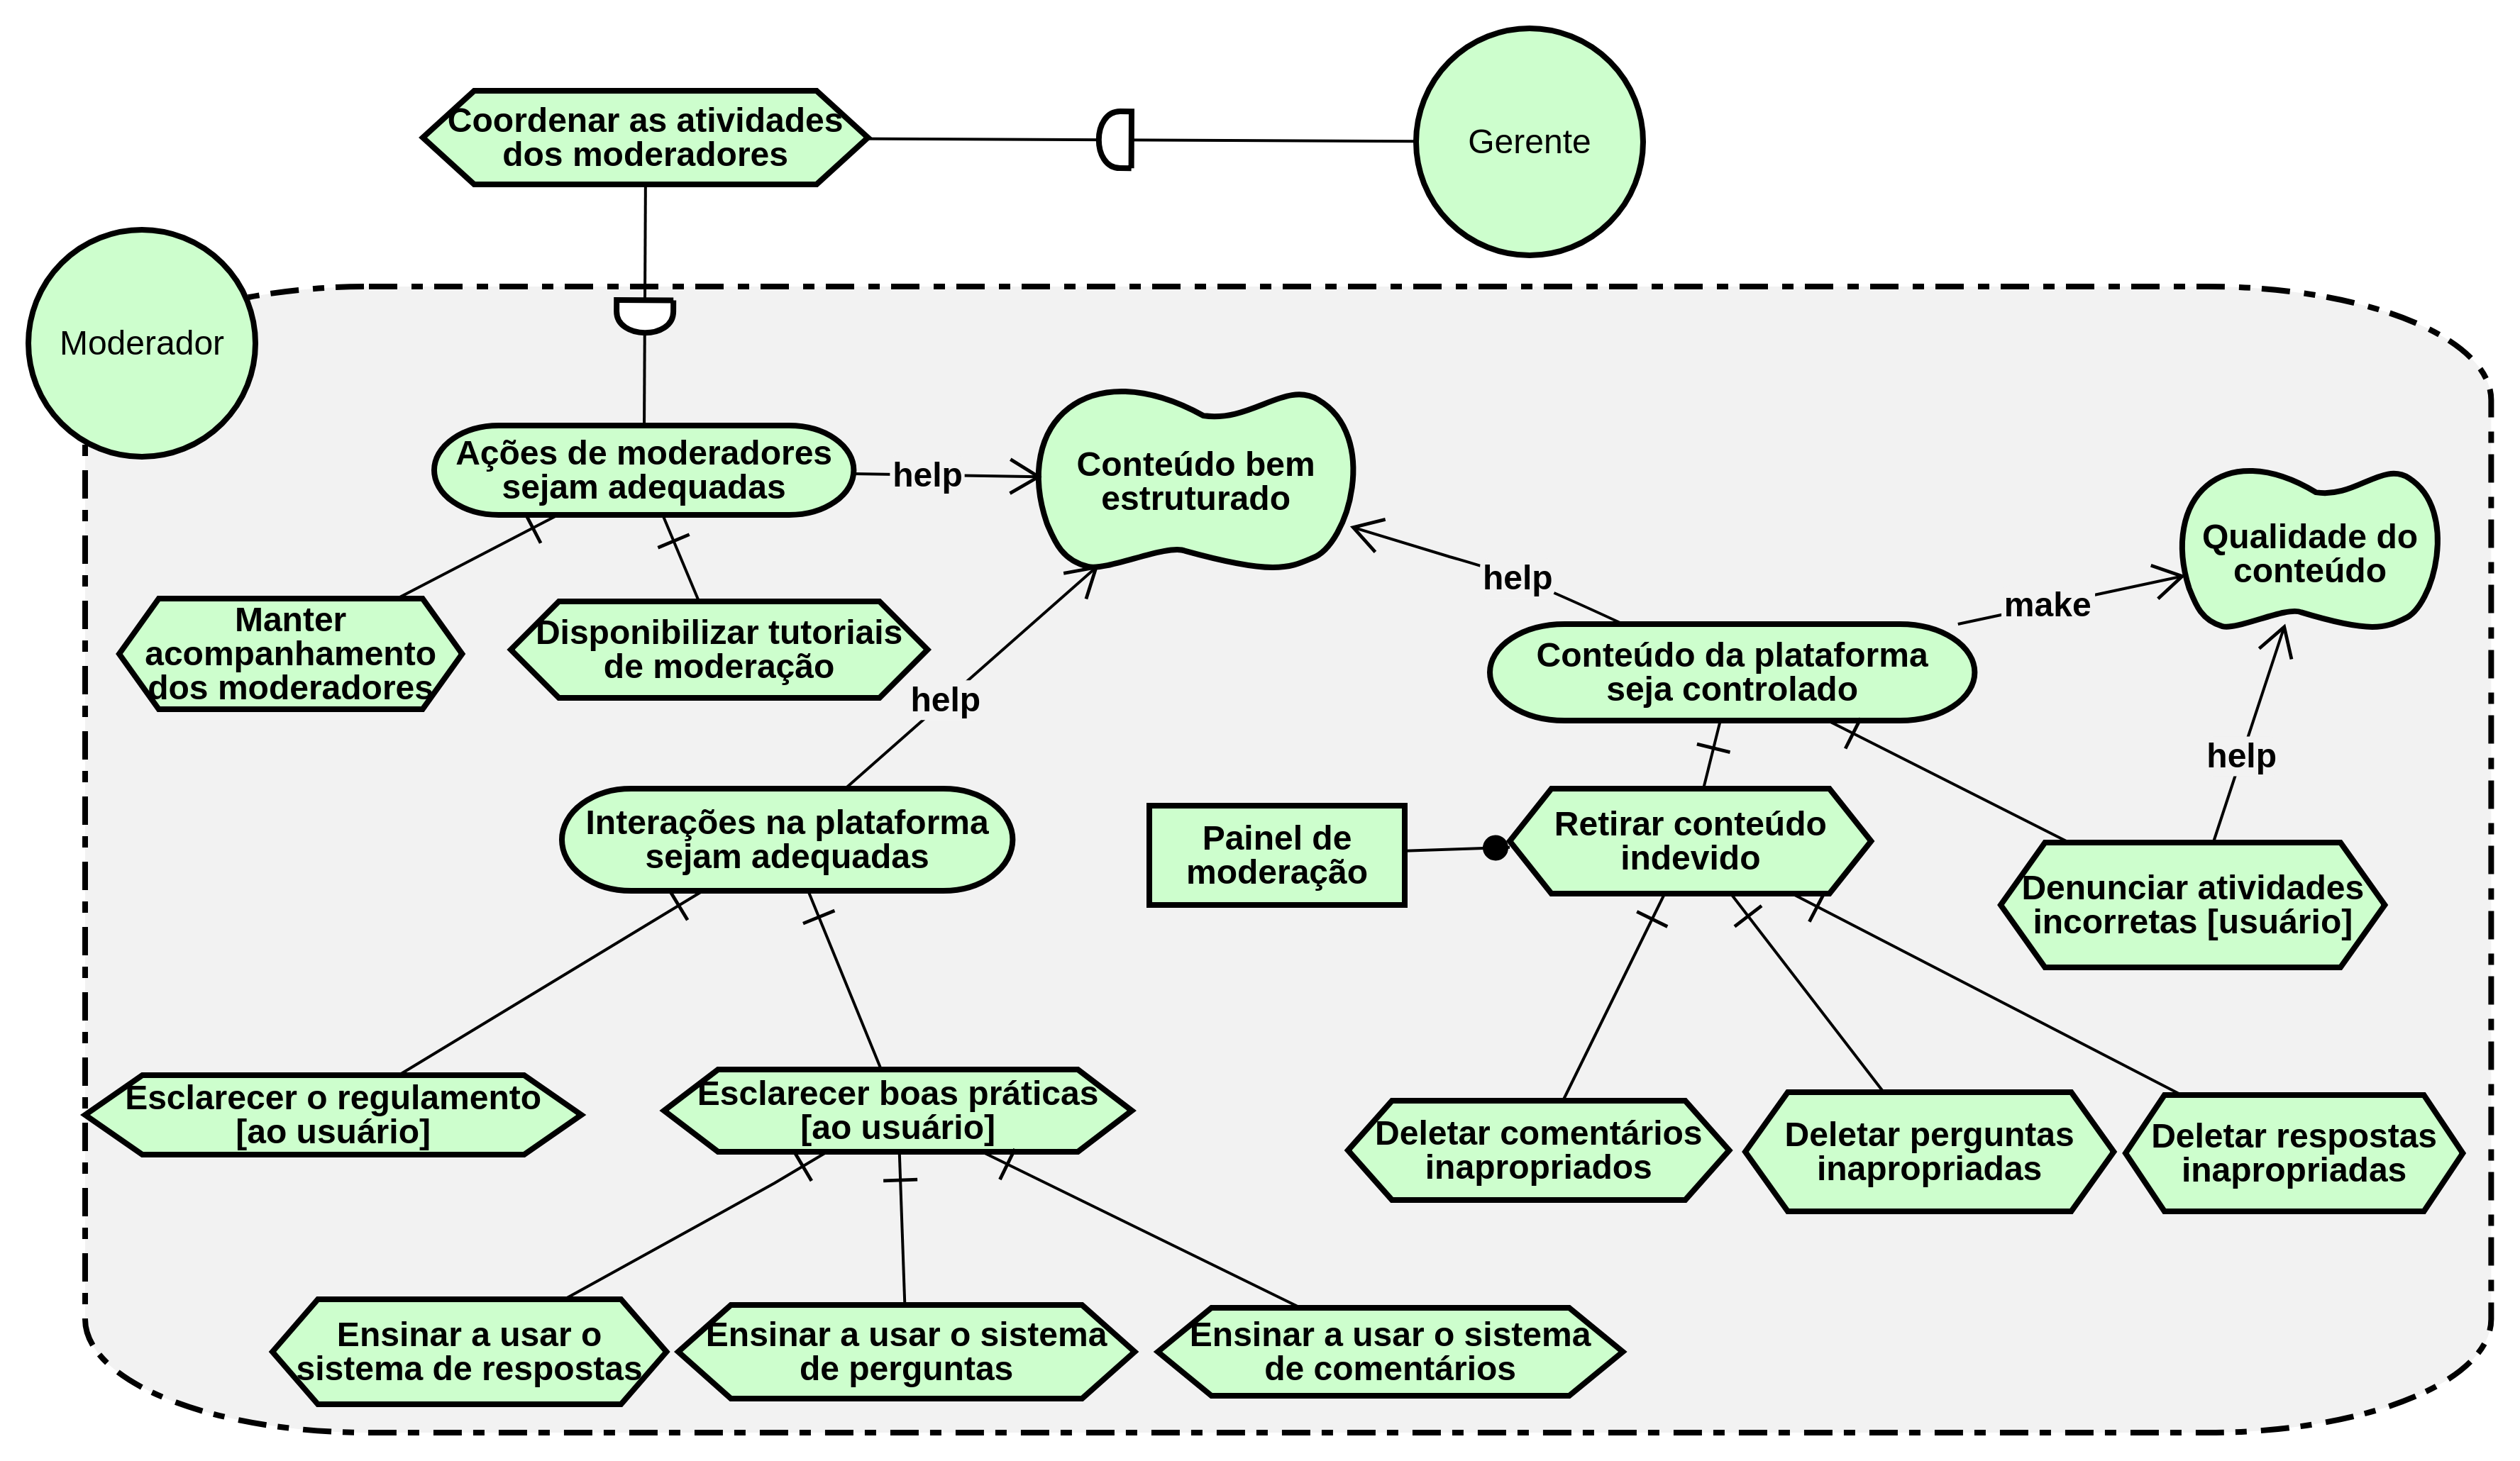 Coordenar as atividades
dos moderadores
Gerente
Moderador
Ações de moderadores
sejam adequadas
help
Conteúdo bem
estruturado
Qualidade do
conteúdo
help
make
Manter
acompanhamento
dos moderadores
Disponibilizar tutoriais
de moderação
help
Conteúdo da plataforma
seja controlado
help
Interações na plataforma
sejam adequadas
Painel de
moderação
Retirar conteúdo
indevido
Denunciar atividades
incorretas [usuário]
Esclarecer o regulamento
[ao usuário]
Esclarecer boas práticas
[ao usuário]
Deletar comentários
inapropriados
Deletar perguntas
inapropriadas
Deletar respostas
inapropriadas
Ensinar a usar o
sistema de respostas
Ensinar a usar o sistema
de perguntas
Ensinar a usar o sistema
de comentários